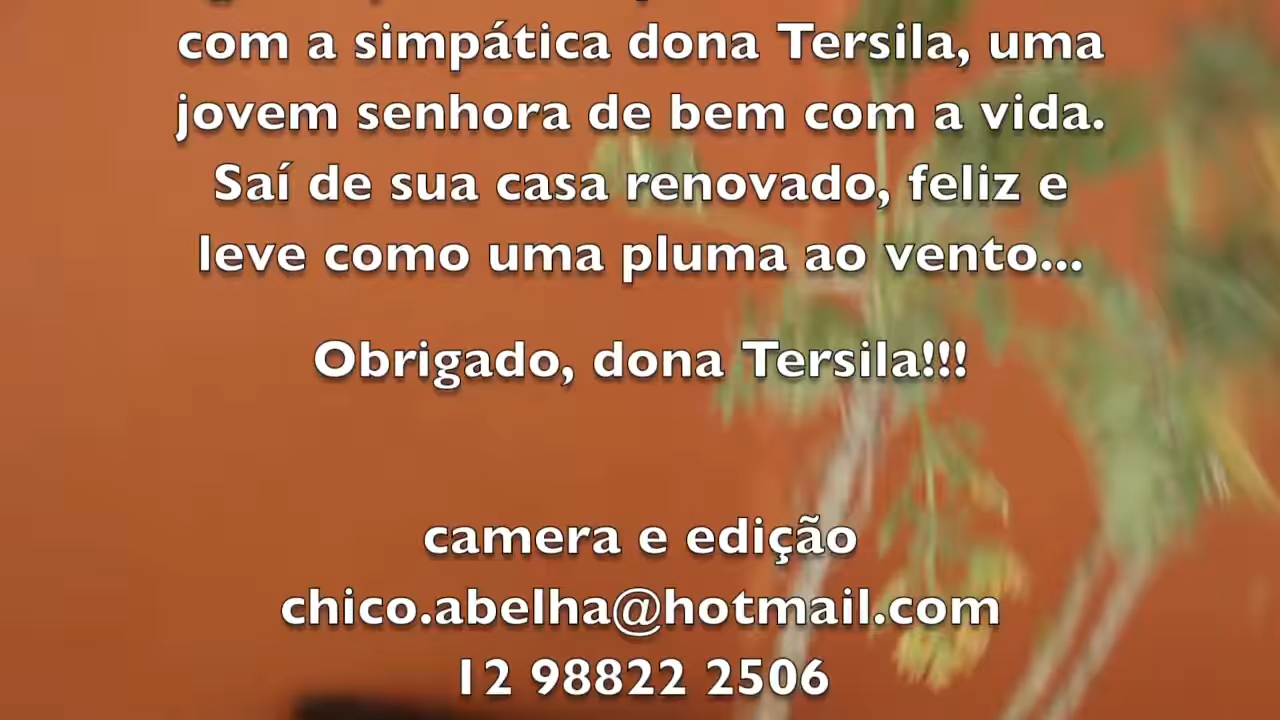 com a simpática dona Tersila, uma
jovem senhora de bem com a vida.
Saí de sua casa renovado, feliz e
leve como uma pluma ao vento...
Obrigado, dona Tersila!!!
camera e edição
chico.abelha@hotmail.com
12 98822 2506